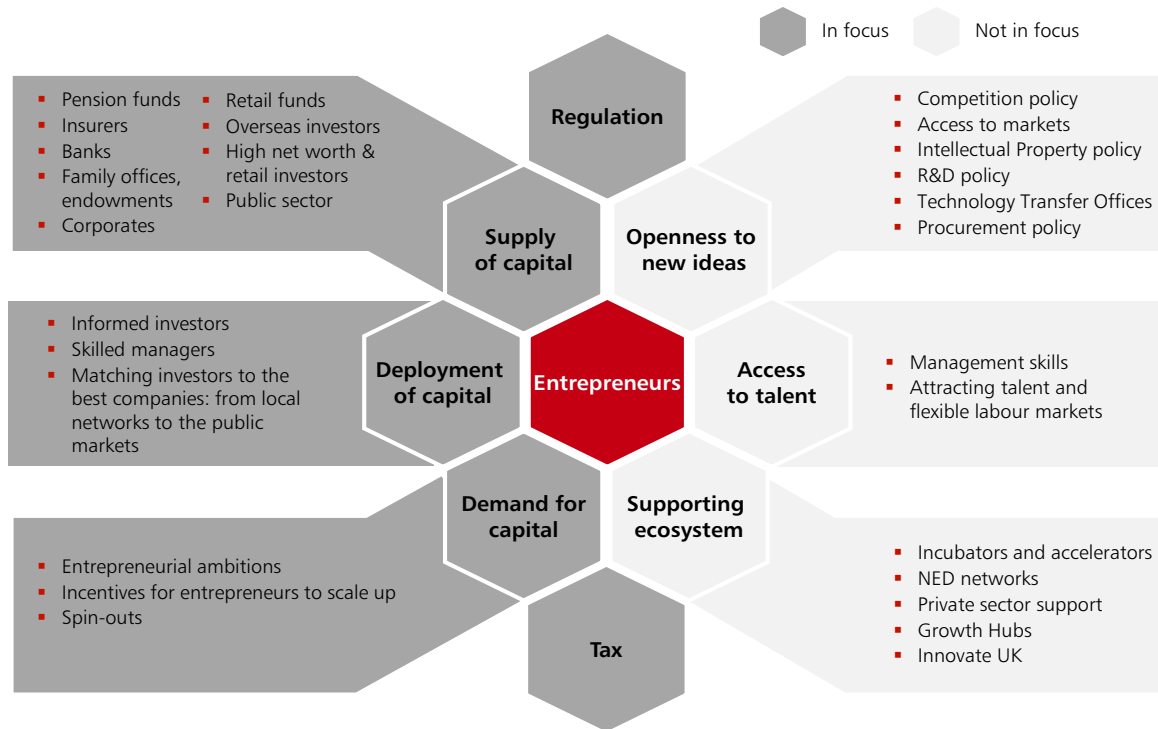 In focus
Not in focus
Pension funds
Insurers
Banks
Family offices,
endowments
Corporates
Retail funds
Overseas investors
High net worth &
retail investors
Public sector
Regulation
Competition policy
Access to markets
Intellectual Property policy
R&D policy
Technology Transfer Offices
Procurement policy
Supply
of capital
Openness to
new ideas
Informed investors
Skilled managers
Matching investors to the
best companies: from local
networks to the public
markets
Deployment
of capital
Entrepreneurs
Access
to talent
Management skills
Attracting talent and
flexible labour markets
Demand for
capital
Supporting
ecosystem
Entrepreneurial ambitions
Incentives for entrepreneurs to scale up
Spin-outs
Tax
Incubators and accelerators
NED networks
Private sector support
Growth Hubs
Innovate UK